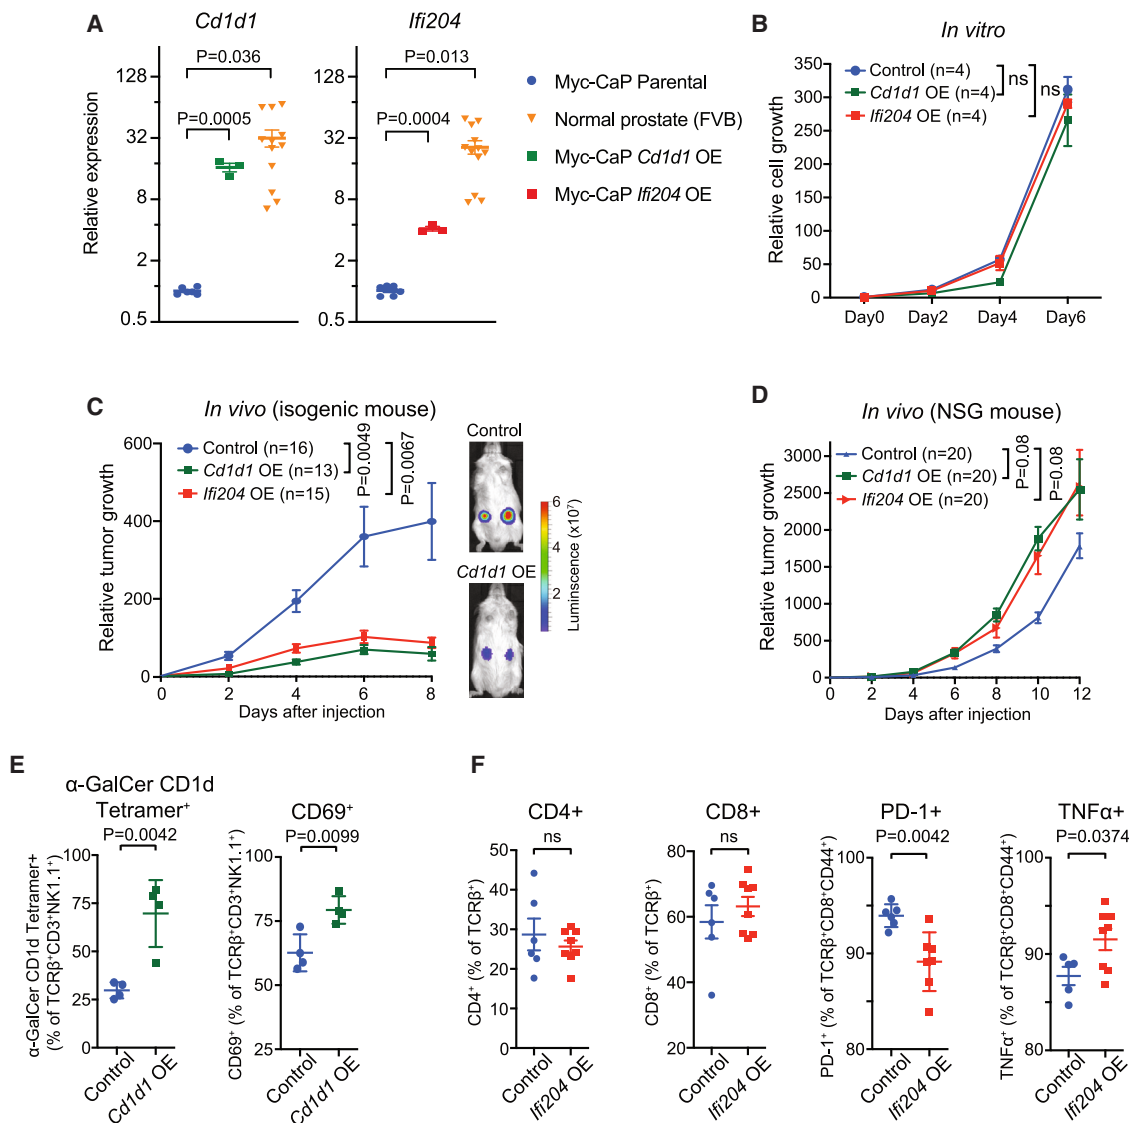 A
Cd1d1
Ifi204
Relative expression
128
32
8
2
0.5
P=0.036
P=0.0005
128
32
8
2
0.5
P=0.013
P=0.0004
Myc-CaP Parental
Normal prostate (FVB)
Myc-CaP Cd1d1 OE
Myc-CaP Ifi204 OE
B
In vitro
Relative cell growth
350
300
250
200
150
100
50
0
Control (n=4)
Cd1d1 OE (n=4)
Ifi204 OE (n=4)
ns
ns
Day0 Day2 Day4 Day6
C
In vivo (isogenic mouse)
Relative tumor growth
600
400
200
0
Control (n=16)
Cd1d1 OE (n=13)
Ifi204 OE (n=15)
P=0.0049
P=0.0067
0 2 4 6 8
Days after injection
Control
Cd1d1 OE
6
4
2
Luminscence (x10⁷)
D
In vivo (NSG mouse)
Relative tumor growth
3000
2500
2000
1500
1000
500
0
Control (n=20)
Cd1d1 OE (n=20)
Ifi204 OE (n=20)
P=0.08
P=0.08
0 2 4 6 8 10 12
Days after injection
E
α-GalCer CD1d
Tetramer⁺
P=0.0042
α-GalCer CD1d Tetramer+
(% of TCRβ⁺CD3⁺NK1.1⁺)
100
75
50
25
0
Control
Cd1d1 OE
CD69⁺
P=0.0099
CD69⁺ (% of TCRβ⁺CD3⁺NK1.1⁺)
100
75
50
25
Control
Cd1d1 OE
F
CD4+
ns
CD4⁺ (% of TCRβ⁺)
50
40
30
20
10
0
Control
Ifi204 OE
CD8+
ns
CD8⁺ (% of TCRβ⁺)
80
60
40
20
Control
Ifi204 OE
PD-1+
P=0.0042
PD-1⁺ (% of TCRβ⁺CD8⁺CD44⁺)
100
90
80
Control
Ifi204 OE
TNFα+
P=0.0374
TNFα⁺ (% of TCRβ⁺CD8⁺CD44⁺)
100
90
80
Control
Ifi204 OE